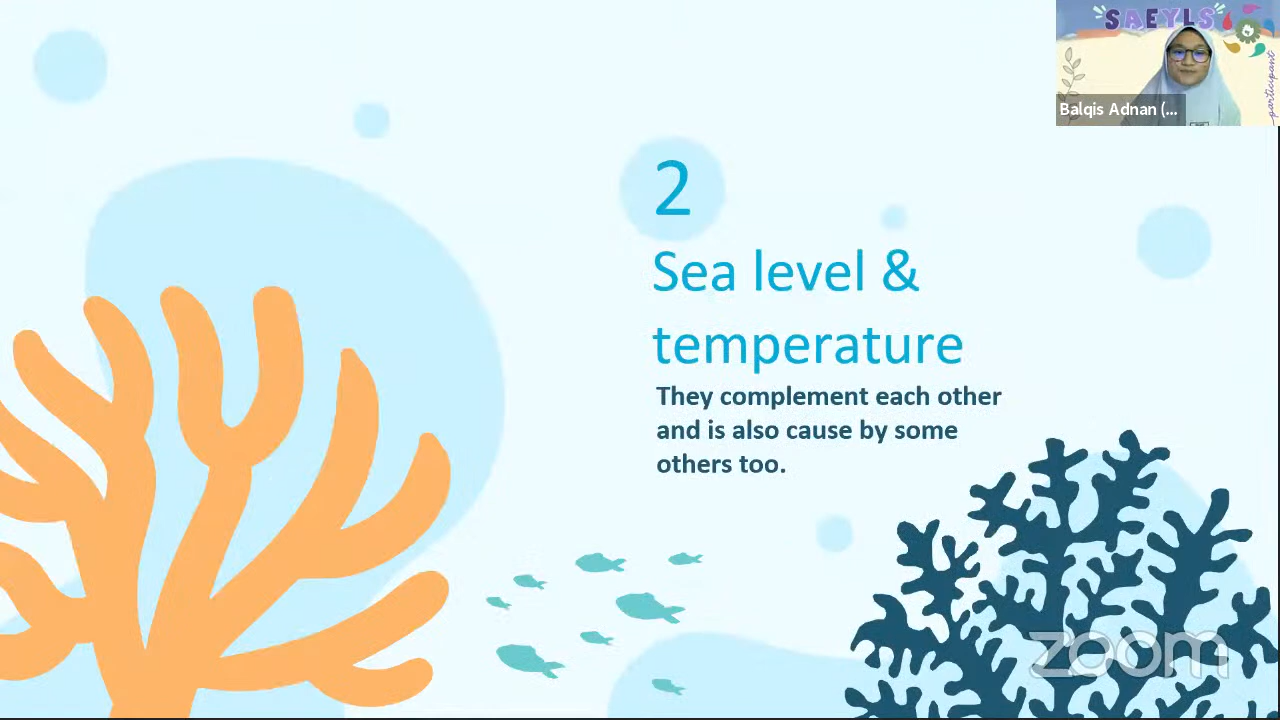 SAEYLS
participant
Balqis Adnan (...
2
Sea level &
temperature
They complement each other
and is also cause by some
others too.
zoom